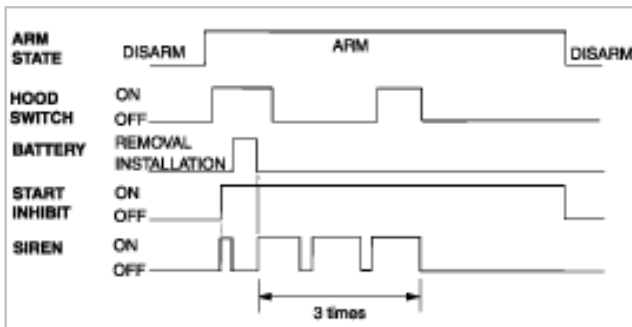 ARM STATE DISARM ARM DISARM
HOOD SWITCH ON
OFF
BATTERY REMOVAL
INSTALLATION
START INHIBIT ON
OFF
SIREN ON
OFF
3 times